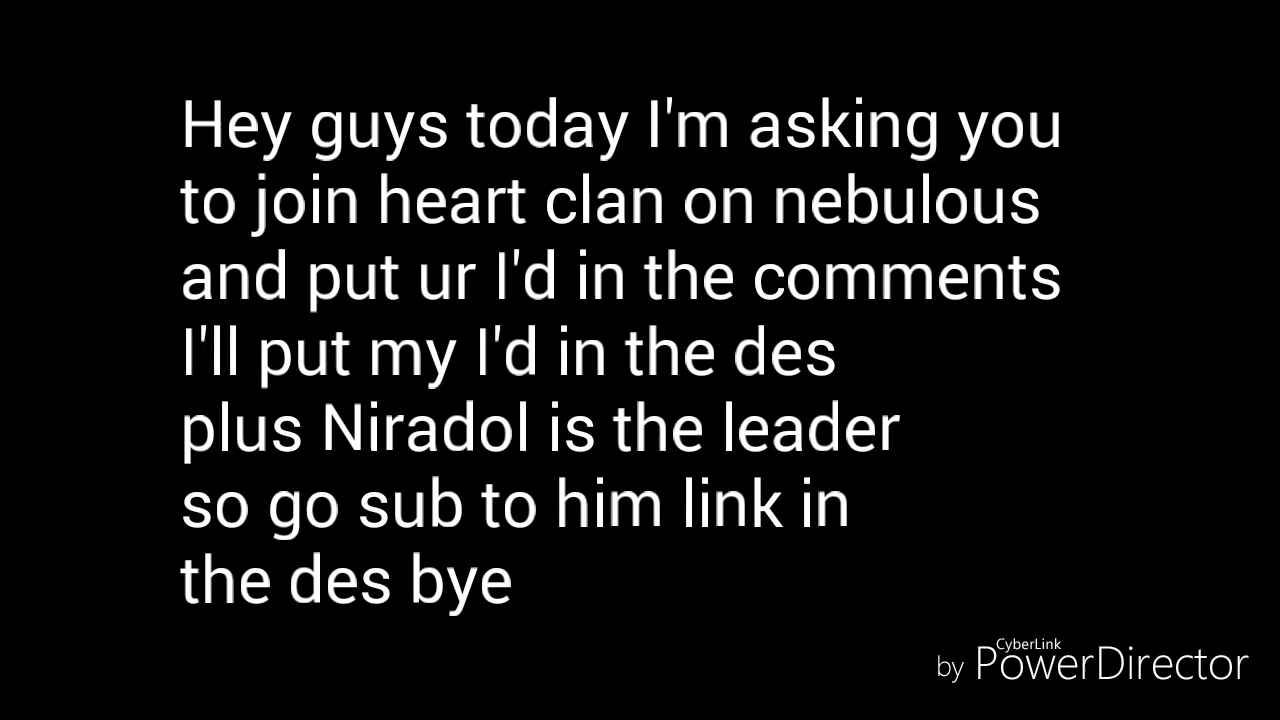 Hey guys today I'm asking you
to join heart clan on nebulous
and put ur I'd in the comments
I'll put my I'd in the des
plus Niradol is the leader
so go sub to him link in
the des bye
CyberLink
by PowerDirector